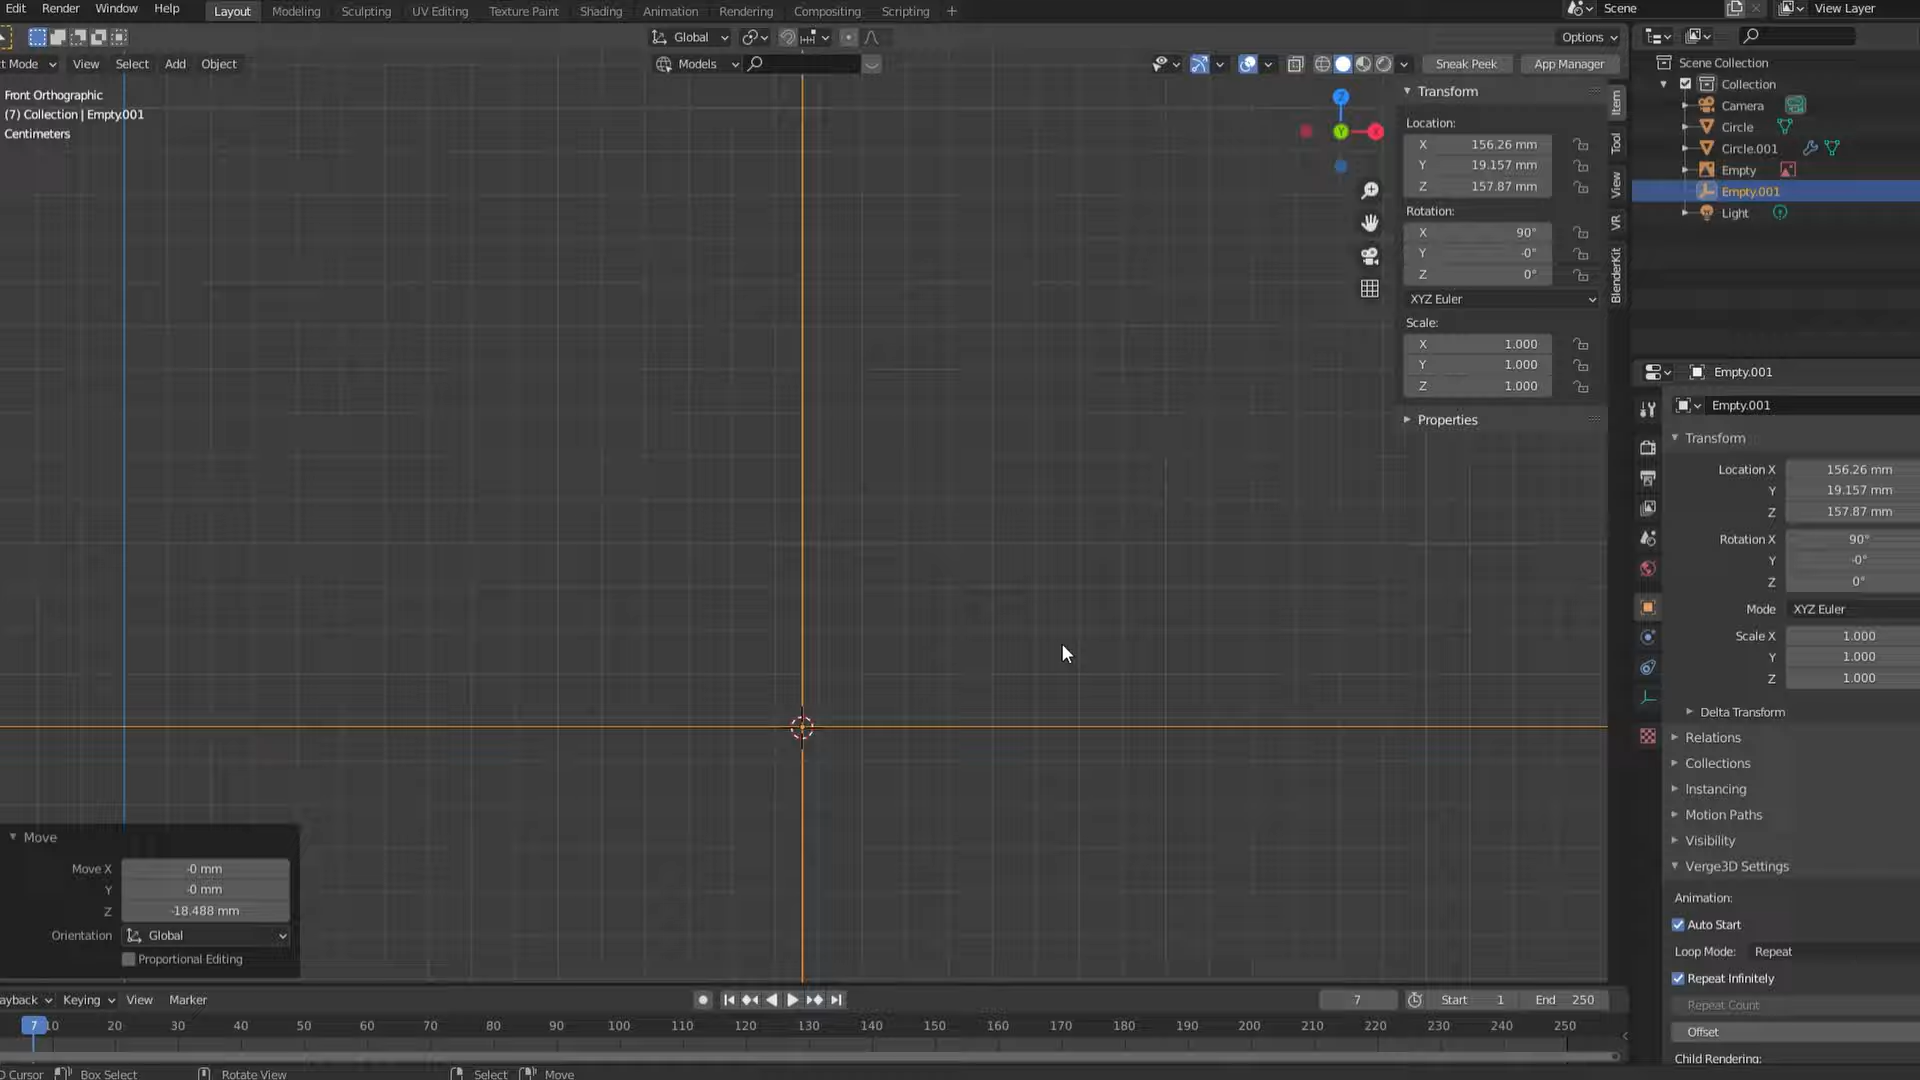 Edit Render Window Help Layout Modeling Sculpting UV Editing Texture Paint Shading Animation Rendering Compositing Scripting + Scene View Layer
Global Options
t Mode View Select Add Object Models Sneak Peek App Manager
Front Orthographic
(7) Collection | Empty.001
Centimeters
Transform
Location:
X 156.26 mm
Y 19.157 mm
Z 157.87 mm
Rotation:
X 90°
Y -0°
Z 0°
XYZ Euler
Scale:
X 1.000
Y 1.000
Z 1.000
Properties
Item
Tool
View
VR
BlenderKit
Z
Y
X
Scene Collection
Collection
Camera
Circle
Circle.001
Empty
Empty.001
Light
Empty.001
Empty.001
Transform
Location X 156.26 mm
Y 19.157 mm
Z 157.87 mm
Rotation X 90°
Y -0°
Z 0°
Mode XYZ Euler
Scale X 1.000
Y 1.000
Z 1.000
Delta Transform
Relations
Collections
Instancing
Motion Paths
Visibility
Verge3D Settings
Animation:
Auto Start
Loop Mode: Repeat
Repeat Infinitely
Repeat Count
Offset
Child Rendering:
Move
Move X -0 mm
Y -0 mm
Z -18.488 mm
Orientation Global
Proportional Editing
ayback Keying View Marker 7 Start 1 End 250
7 10 20 30 40 50 60 70 80 90 100 110 120 130 140 150 160 170 180 190 200 210 220 230 240 250
D Cursor Box Select Rotate View Select Move